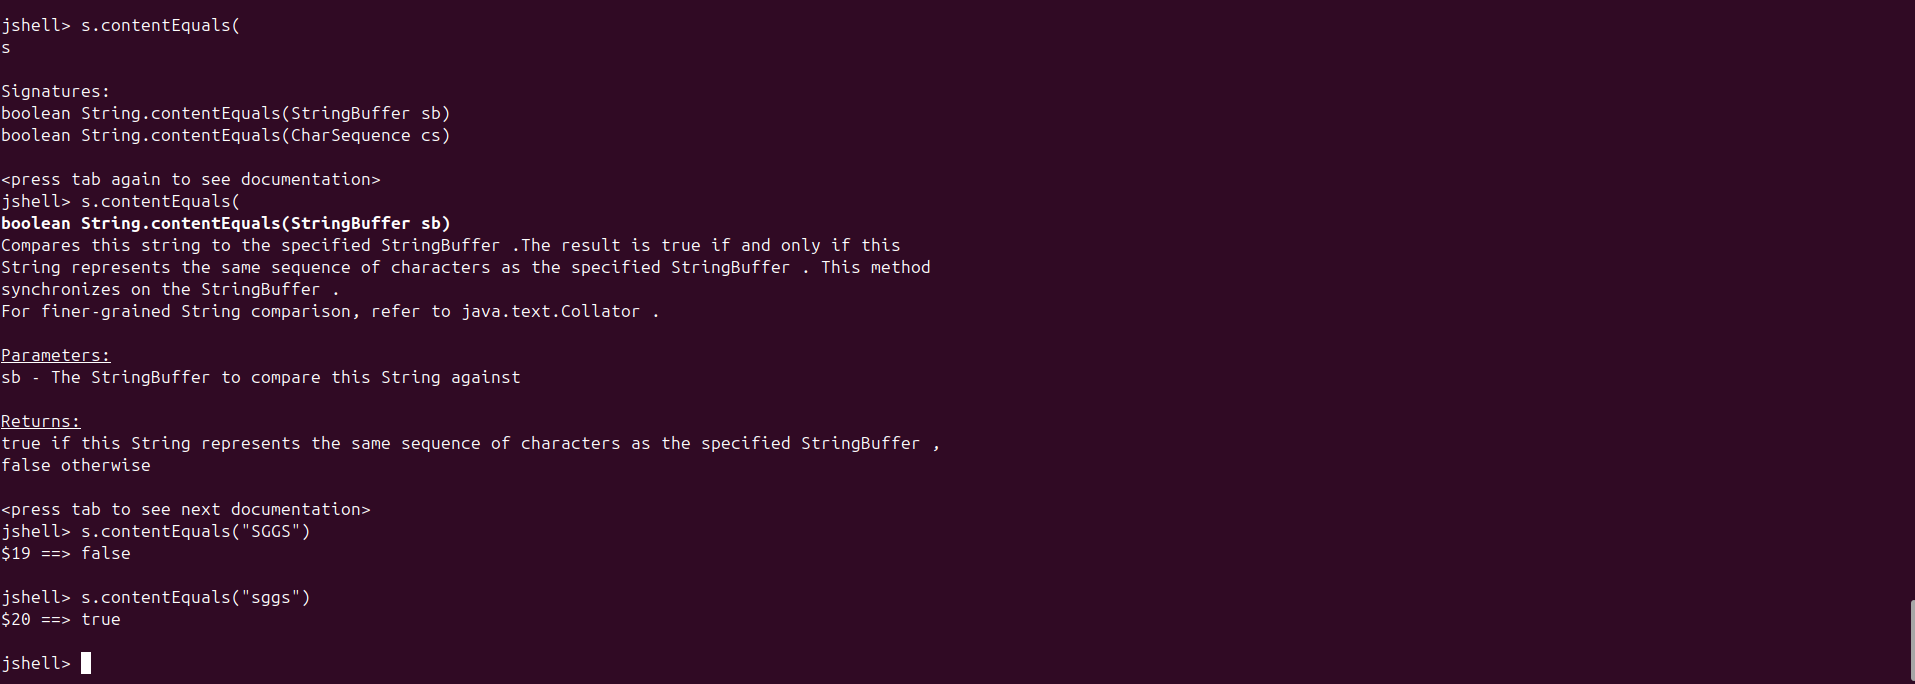 jshell> s.contentEquals(
s
Signatures:
boolean String.contentEquals(StringBuffer sb)
boolean String.contentEquals(CharSequence cs)
<press tab again to see documentation>
jshell> s.contentEquals(
boolean String.contentEquals(StringBuffer sb)
Compares this string to the specified StringBuffer .The result is true if and only if this
String represents the same sequence of characters as the specified StringBuffer . This method
synchronizes on the StringBuffer .
For finer-grained String comparison, refer to java.text.Collator .
Parameters:
sb - The StringBuffer to compare this String against
Returns:
true if this String represents the same sequence of characters as the specified StringBuffer ,
false otherwise
<press tab to see next documentation>
jshell> s.contentEquals("SGGS")
$19 ==> false
jshell> s.contentEquals("sggs")
$20 ==> true
jshell>